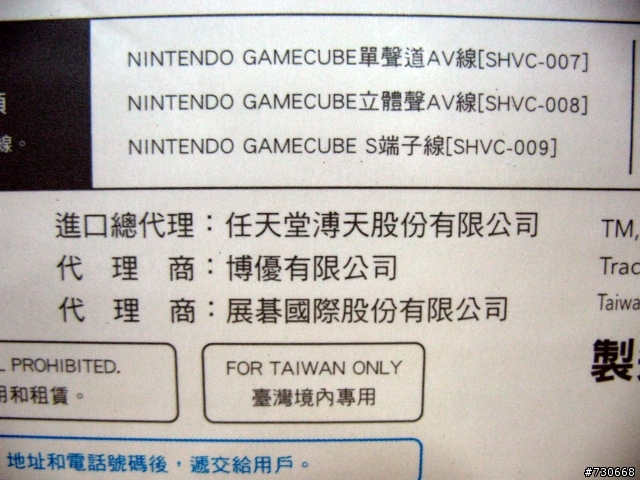 NINTENDO GAMECUBE單聲道AV線[SHVC-007]
NINTENDO GAMECUBE立體聲AV線[SHVC-008]
NINTENDO GAMECUBE S端子線[SHVC-009]
線。
進口總代理：任天堂溥天股份有限公司
TM,
代理商：博優有限公司
代理商：展碁國際股份有限公司
PROHIBITED.
用和租賃。
FOR TAIWAN ONLY
臺灣境內專用
製
地址和電話號碼後，遞交給用戶。
#730668